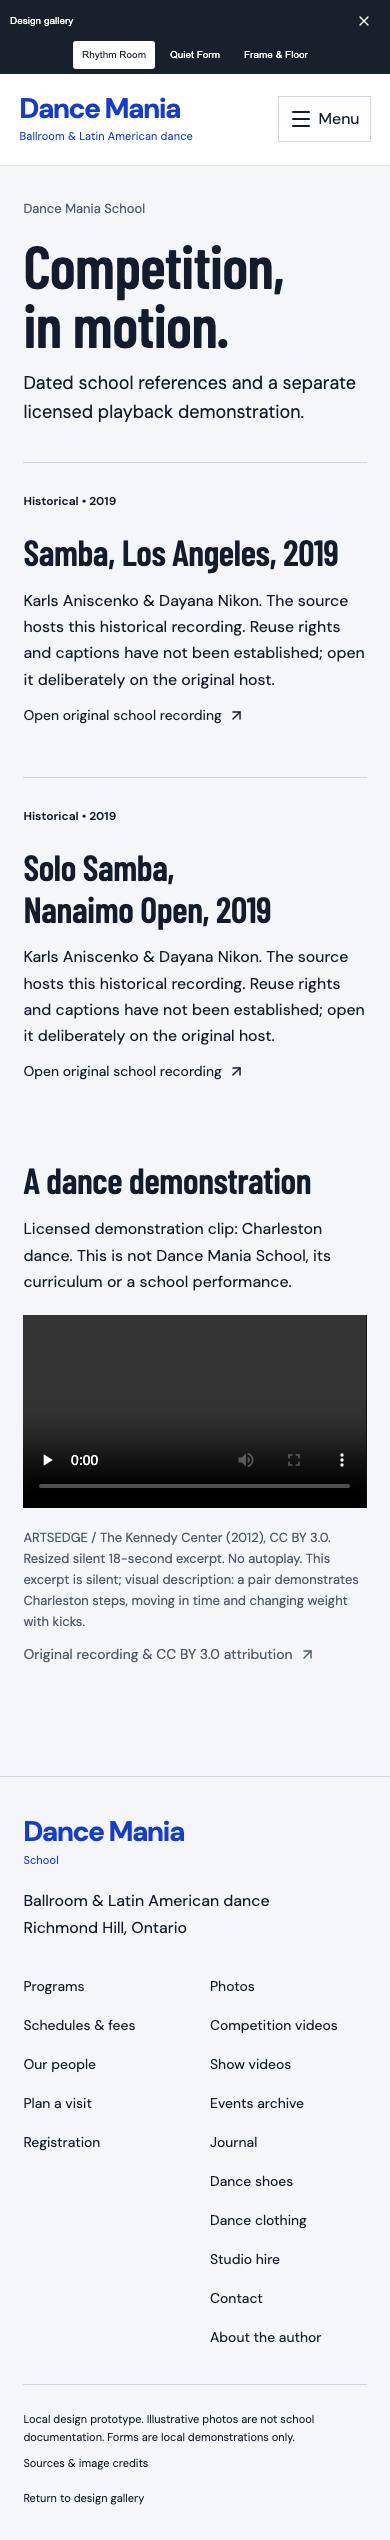 Design gallery
Rhythm Room Quiet Form Frame & Floor
Dance Mania
Ballroom & Latin American dance
Menu
Dance Mania School
Competition,
in motion.
Dated school references and a separate
licensed playback demonstration.
Historical • 2019
Samba, Los Angeles, 2019
Karls Aniscenko & Dayana Nikon. The source
hosts this historical recording. Reuse rights
and captions have not been established; open
it deliberately on the original host.
Open original school recording
Historical • 2019
Solo Samba,
Nanaimo Open, 2019
Karls Aniscenko & Dayana Nikon. The source
hosts this historical recording. Reuse rights
and captions have not been established; open
it deliberately on the original host.
Open original school recording
A dance demonstration
Licensed demonstration clip: Charleston
dance. This is not Dance Mania School, its
curriculum or a school performance.
0:00
ARTSEDGE / The Kennedy Center (2012), CC BY 3.0.
Resized silent 18-second excerpt. No autoplay. This
excerpt is silent; visual description: a pair demonstrates
Charleston steps, moving in time and changing weight
with kicks.
Original recording & CC BY 3.0 attribution
Dance Mania
School
Ballroom & Latin American dance
Richmond Hill, Ontario
Programs
Schedules & fees
Our people
Plan a visit
Registration
Photos
Competition videos
Show videos
Events archive
Journal
Dance shoes
Dance clothing
Studio hire
Contact
About the author
Local design prototype. Illustrative photos are not school
documentation. Forms are local demonstrations only.
Sources & image credits
Return to design gallery